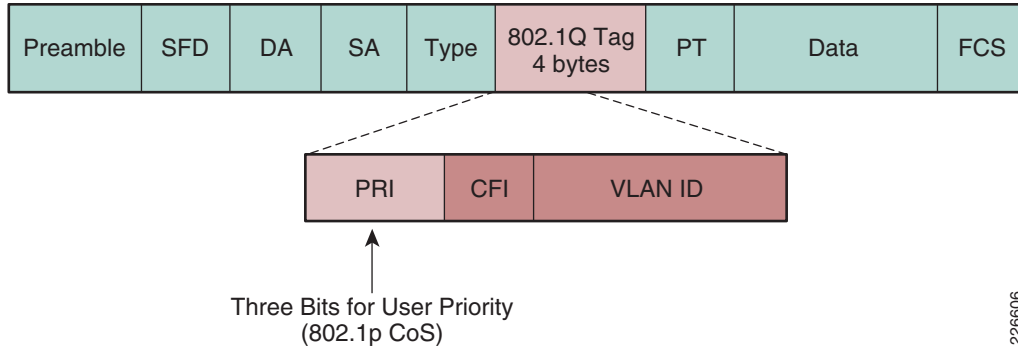 Preamble
SFD
DA
SA
Type
802.1Q Tag
4 bytes
PT
Data
FCS
PRI
CFI
VLAN ID
Three Bits for User Priority
(802.1p CoS)
226606